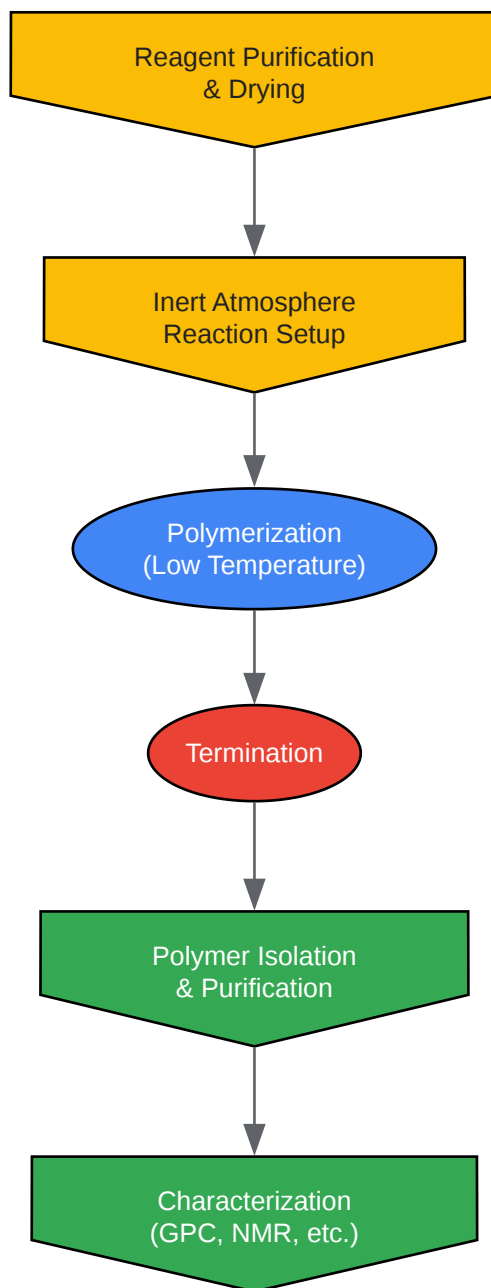 Reagent Purification
& Drying
Inert Atmosphere
Reaction Setup
Polymerization
(Low Temperature)
Termination
Polymer Isolation
& Purification
Characterization
(GPC, NMR, etc.)